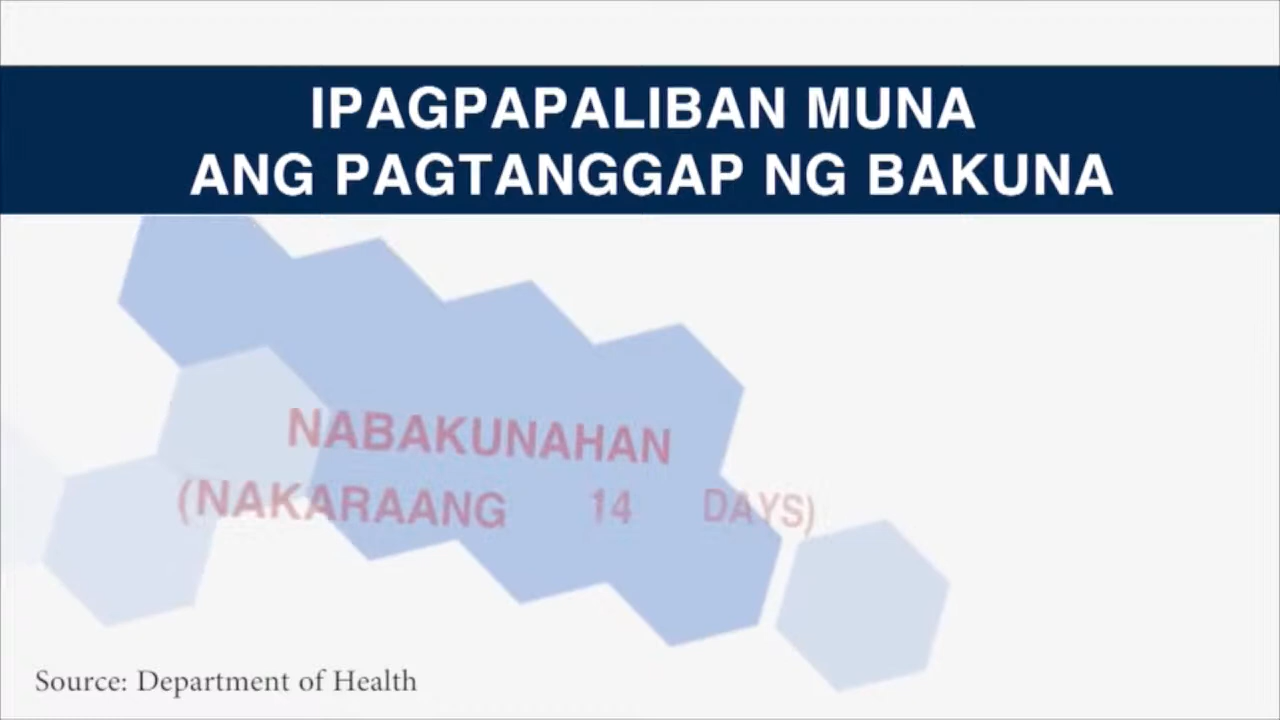 IPAGPAPALIBAN MUNA
ANG PAGTANGGAP NG BAKUNA
NABAKUNAHAN
(NAKARAANG 14 DAYS)
Source: Department of Health